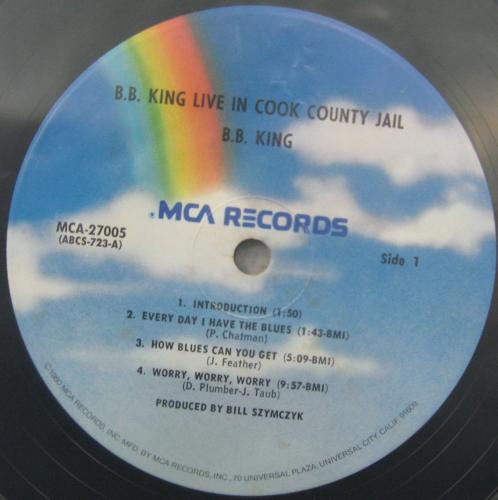 B.B. KING LIVE IN COOK COUNTY JAIL
B.B. KING
MCA RECORDS
MCA-27005
(ABCS-723-A)
Side 1
1. INTRODUCTION (1:50)
2. EVERY DAY I HAVE THE BLUES (1:43-BMI)
(P. Chatman)
3. HOW BLUES CAN YOU GET (5:09-BMI)
(J. Feather)
4. WORRY, WORRY, WORRY (9:57-BMI)
(D. Plumber-J. Taub)
PRODUCED BY BILL SZYMCZYK
©1980 MCA RECORDS, INC. MFD. BY MCA RECORDS, INC., 70 UNIVERSAL PLAZA, UNIVERSAL CITY, CALIF. 91608